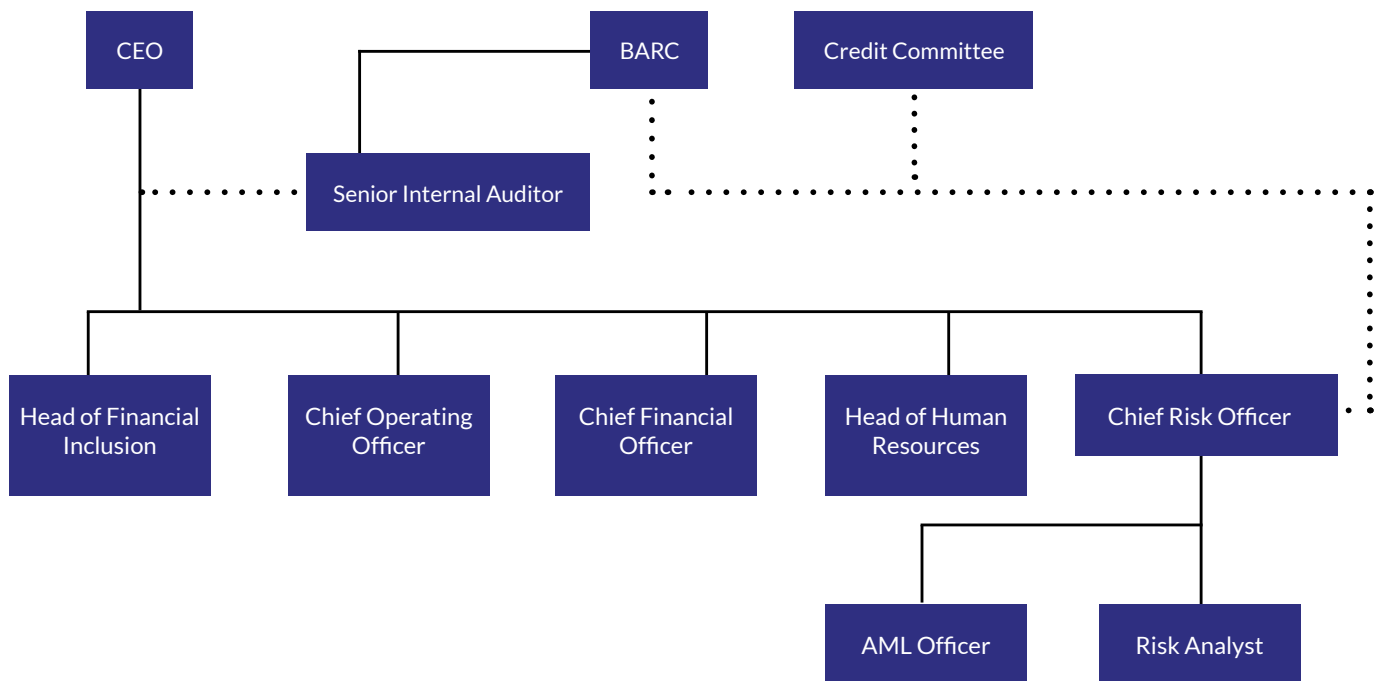 CEO
BARC
Credit Committee
Senior Internal Auditor
Head of Financial
Inclusion
Chief Operating
Officer
Chief Financial
Officer
Head of Human
Resources
Chief Risk Officer
AML Officer
Risk Analyst